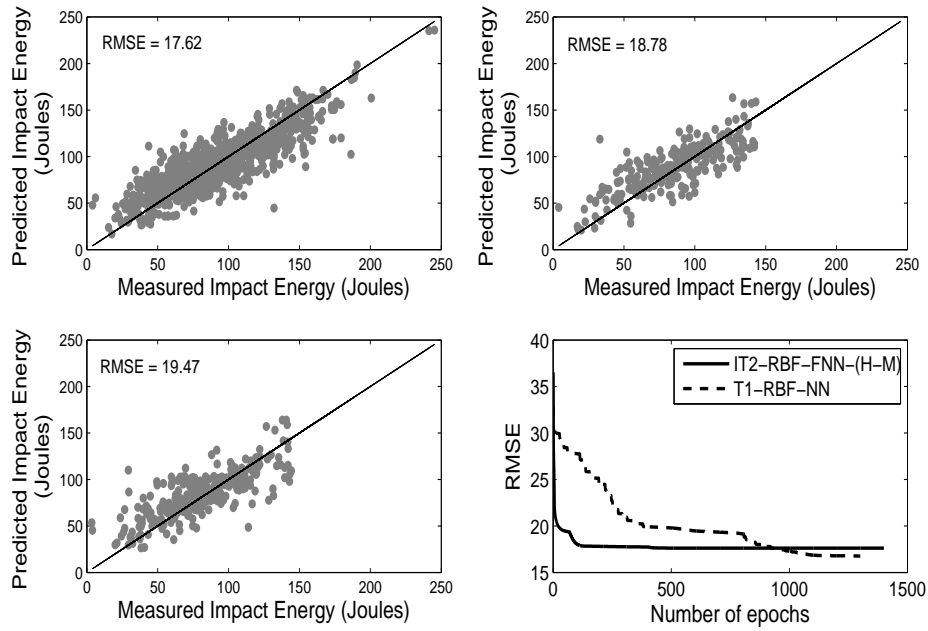 Predicted Impact Energy
(Joules)
250
200
150
100
50
0
RMSE = 17.62
0 50 100 150 200 250
Measured Impact Energy (Joules)
Predicted Impact Energy
(Joules)
250
200
150
100
50
0
RMSE = 18.78
0 50 100 150 200 250
Measured Impact Energy (Joules)
Predicted Impact Energy
(Joules)
250
200
150
100
50
0
RMSE = 19.47
0 50 100 150 200 250
Measured Impact Energy (Joules)
RMSE
40
35
30
25
20
15
IT2−RBF−FNN−(H−M)
T1−RBF−NN
0 500 1000 1500
Number of epochs